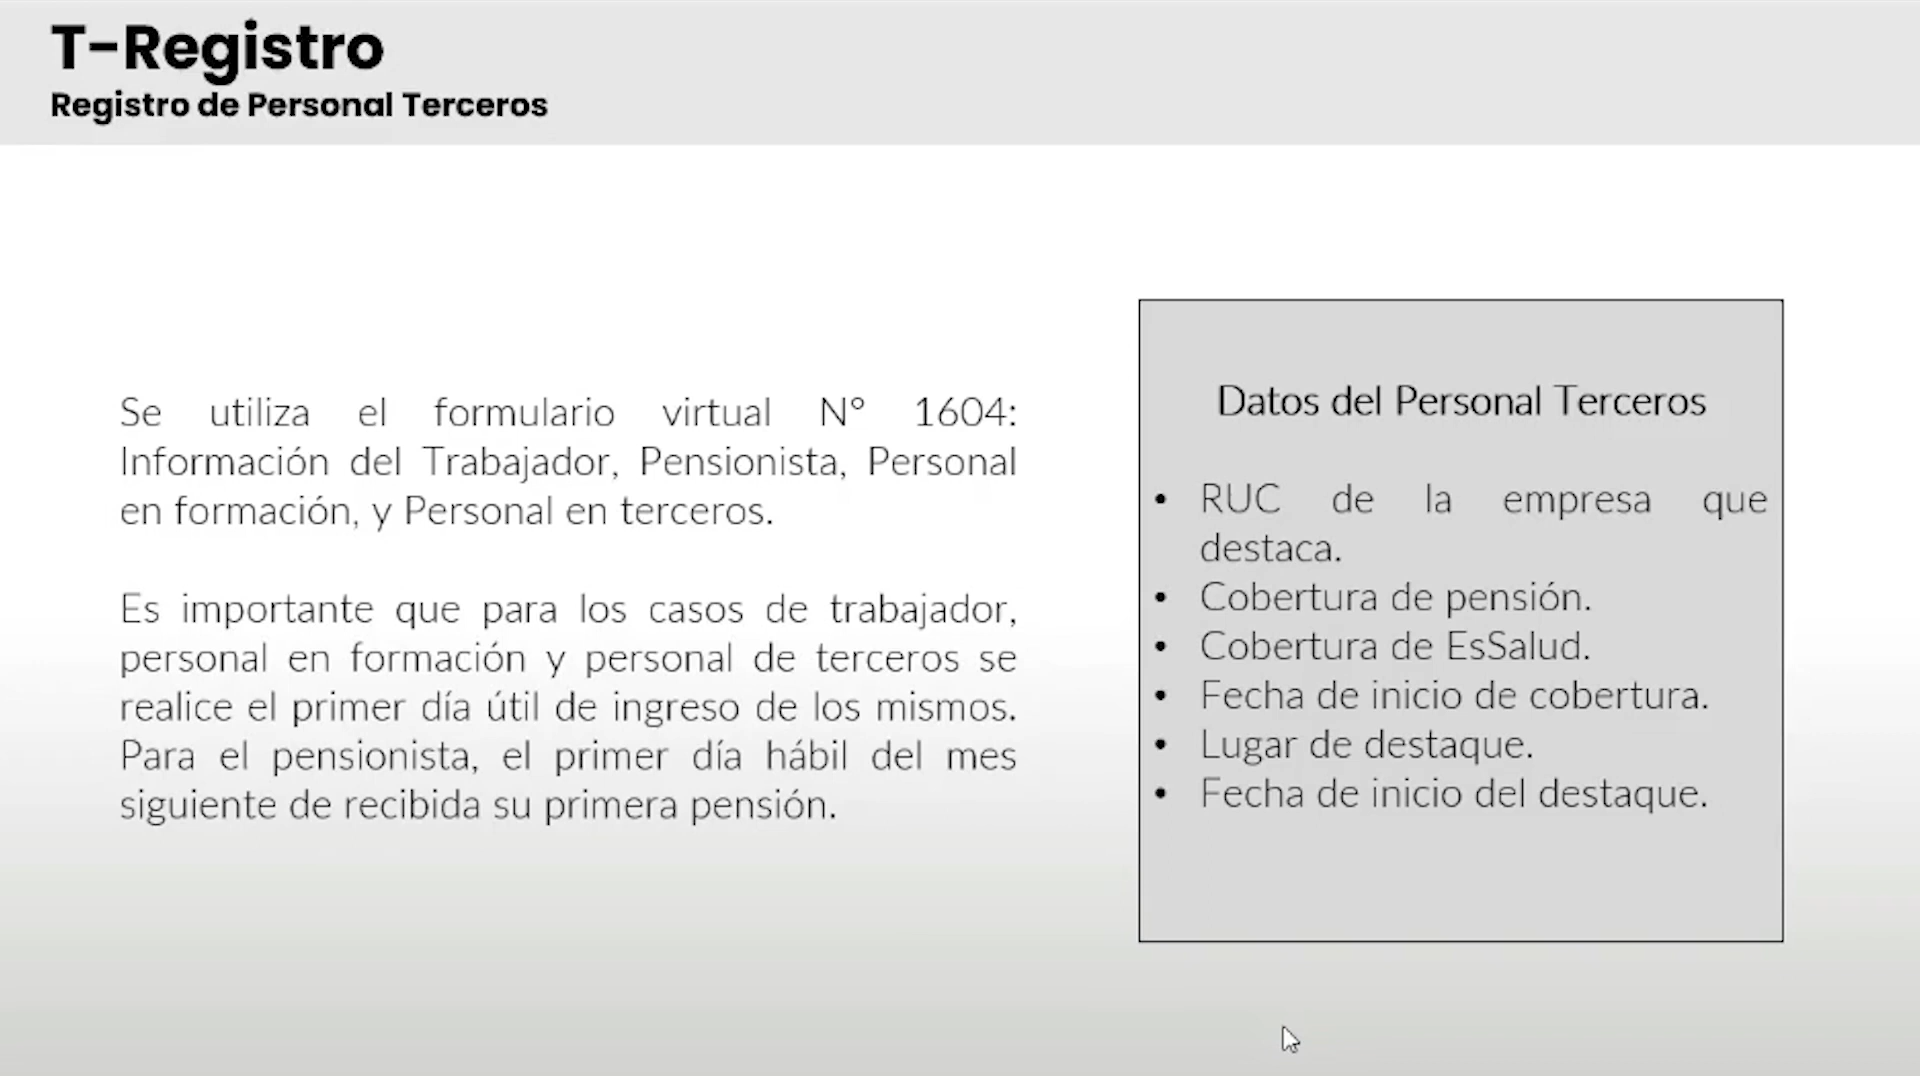 T-Registro
Registro de Personal Terceros
Se utiliza el formulario virtual N° 1604:
Información del Trabajador, Pensionista, Personal
en formación, y Personal en terceros.
Es importante que para los casos de trabajador,
personal en formación y personal de terceros se
realice el primer día útil de ingreso de los mismos.
Para el pensionista, el primer día hábil del mes
siguiente de recibida su primera pensión.
Datos del Personal Terceros
• RUC de la empresa que
destaca.
• Cobertura de pensión.
• Cobertura de EsSalud.
• Fecha de inicio de cobertura.
• Lugar de destaque.
• Fecha de inicio del destaque.